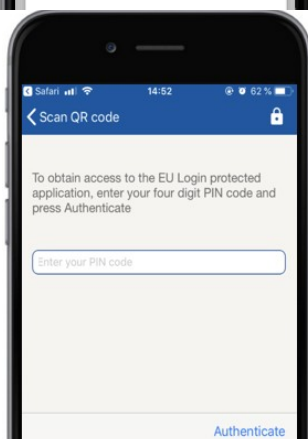 Safari 14:52 62 %
Scan QR code
To obtain access to the EU Login protected
application, enter your four digit PIN code and
press Authenticate
Enter your PIN code
Authenticate